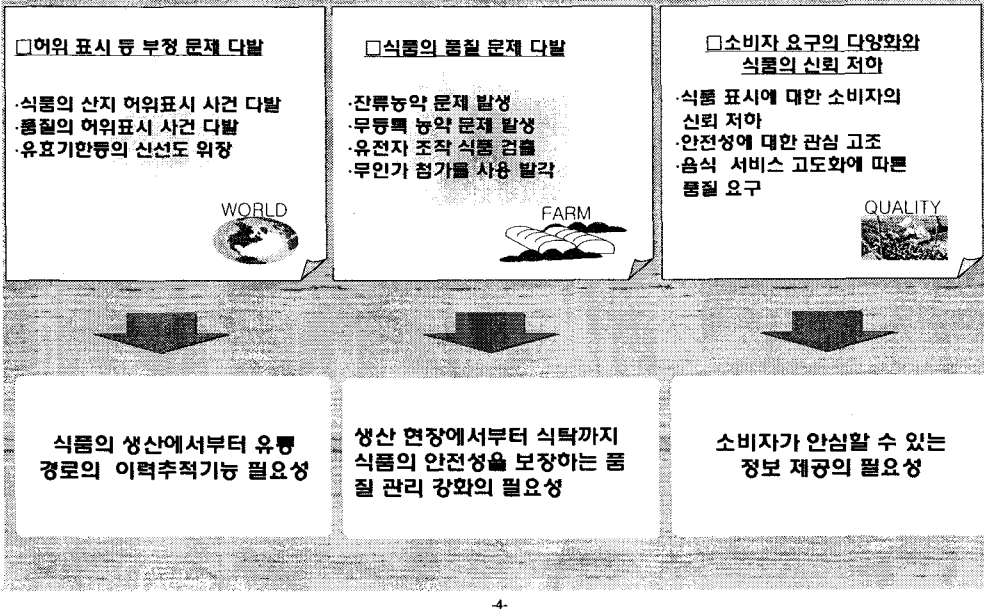 □허위 표시 등 부정 문제 다발
·식품의 산지 허위표시 사건 다발
·품질의 허위표시 사건 다발
·유효기한등의 신선도 위장
WORLD
□식품의 품질 문제 다발
·잔류농약 문제 발생
·무등록 농약 문제 발생
·유전자 조작 식품 검출
·무인가 첨가물 사용 발각
FARM
□소비자 요구의 다양화와
식품의 신뢰 저하
·식품 표시에 대한 소비자의
신뢰 저하
·안전성에 대한 관심 고조
·음식 서비스 고도화에 따른
품질 요구
QUALITY
식품의 생산에서부터 유통
경로의 이력추적기능 필요성
생산 현장에서부터 식탁까지
식품의 안전성을 보장하는 품
질 관리 강화의 필요성
소비자가 안심할 수 있는
정보 제공의 필요성
-4-